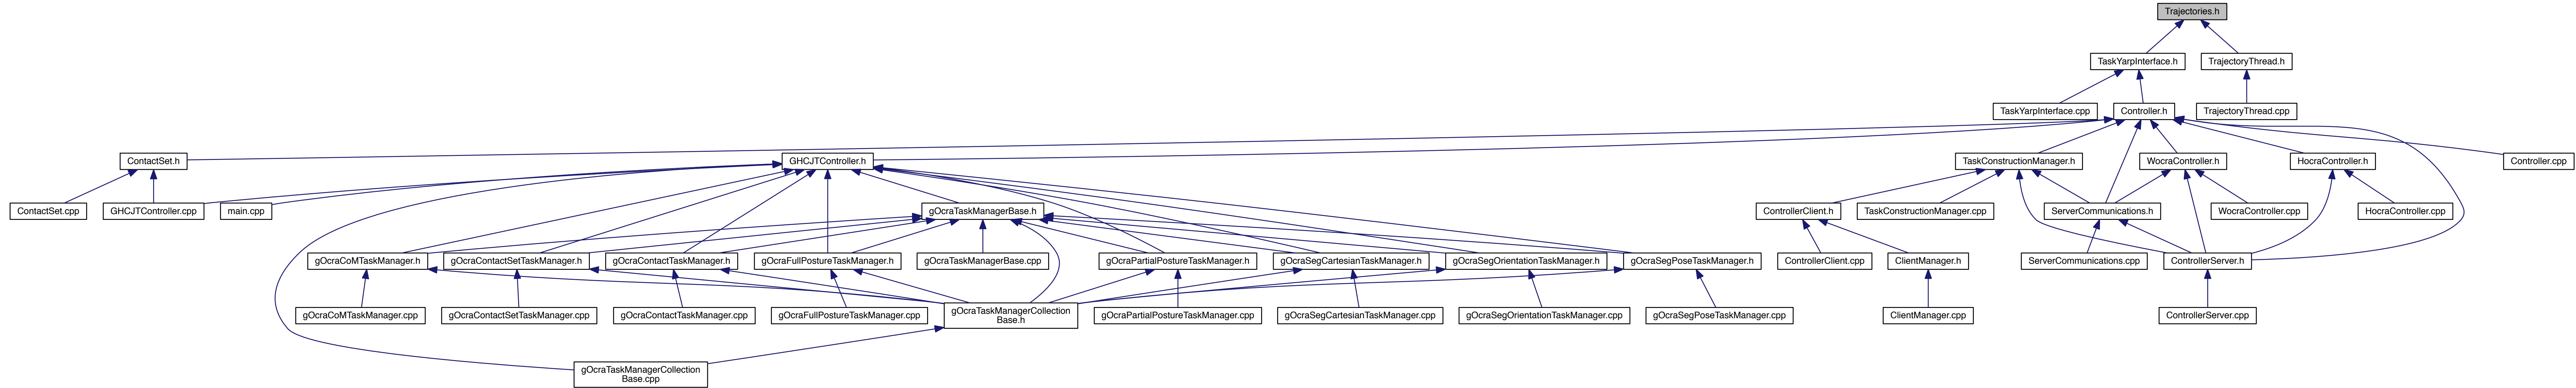 Trajectories.h
TaskYarpInterface.h
TrajectoryThread.h
TaskYarpInterface.cpp
Controller.h
TrajectoryThread.cpp
ContactSet.h
GHCJTController.h
TaskConstructionManager.h
WocraController.h
HocraController.h
Controller.cpp
ContactSet.cpp
GHCJTController.cpp
main.cpp
gOcraTaskManagerBase.h
ControllerClient.h
TaskConstructionManager.cpp
ServerCommunications.h
WocraController.cpp
HocraController.cpp
gOcraCoMTaskManager.h
gOcraContactSetTaskManager.h
gOcraContactTaskManager.h
gOcraFullPostureTaskManager.h
gOcraTaskManagerBase.cpp
gOcraPartialPostureTaskManager.h
gOcraSegCartesianTaskManager.h
gOcraSegOrientationTaskManager.h
gOcraSegPoseTaskManager.h
ControllerClient.cpp
ClientManager.h
ServerCommunications.cpp
ControllerServer.h
gOcraCoMTaskManager.cpp
gOcraContactSetTaskManager.cpp
gOcraContactTaskManager.cpp
gOcraFullPostureTaskManager.cpp
gOcraTaskManagerCollection
Base.h
gOcraPartialPostureTaskManager.cpp
gOcraSegCartesianTaskManager.cpp
gOcraSegOrientationTaskManager.cpp
gOcraSegPoseTaskManager.cpp
ClientManager.cpp
ControllerServer.cpp
gOcraTaskManagerCollection
Base.cpp